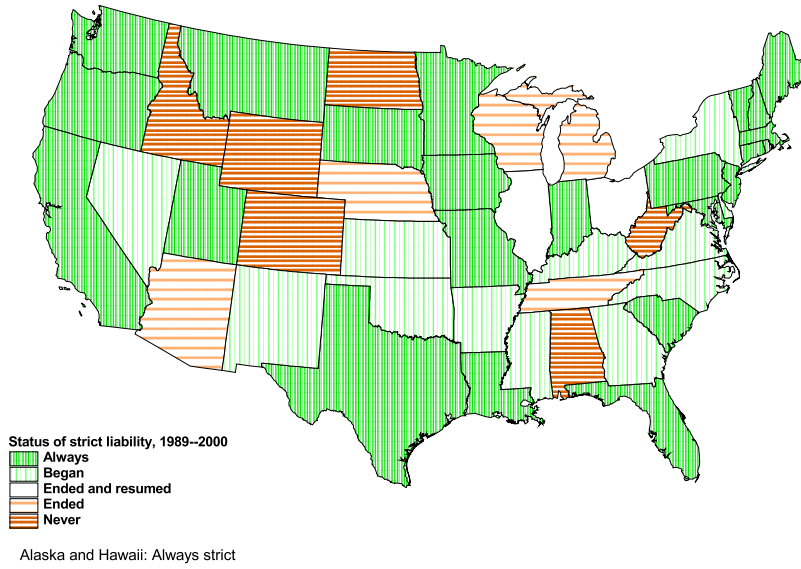 Status of strict liability, 1989--2000
Always
Began
Ended and resumed
Ended
Never
Alaska and Hawaii: Always strict